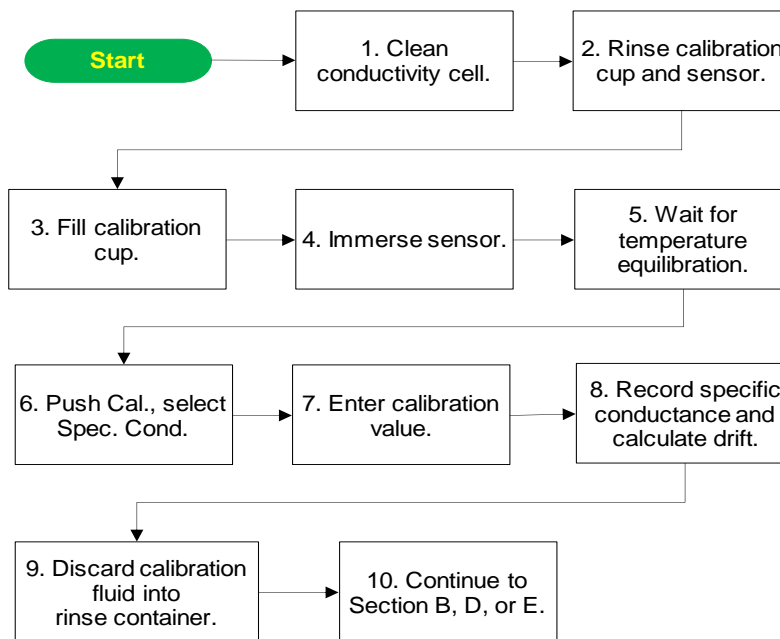 Start
1. Clean
conductivity cell.
2. Rinse calibration
cup and sensor.
3. Fill calibration
cup.
4. Immerse sensor.
5. Wait for
temperature
equilibration.
6. Push Cal., select
Spec. Cond.
7. Enter calibration
value.
8. Record specific
conductance and
calculate drift.
9. Discard calibration
fluid into
rinse container.
10. Continue to
Section B, D, or E.